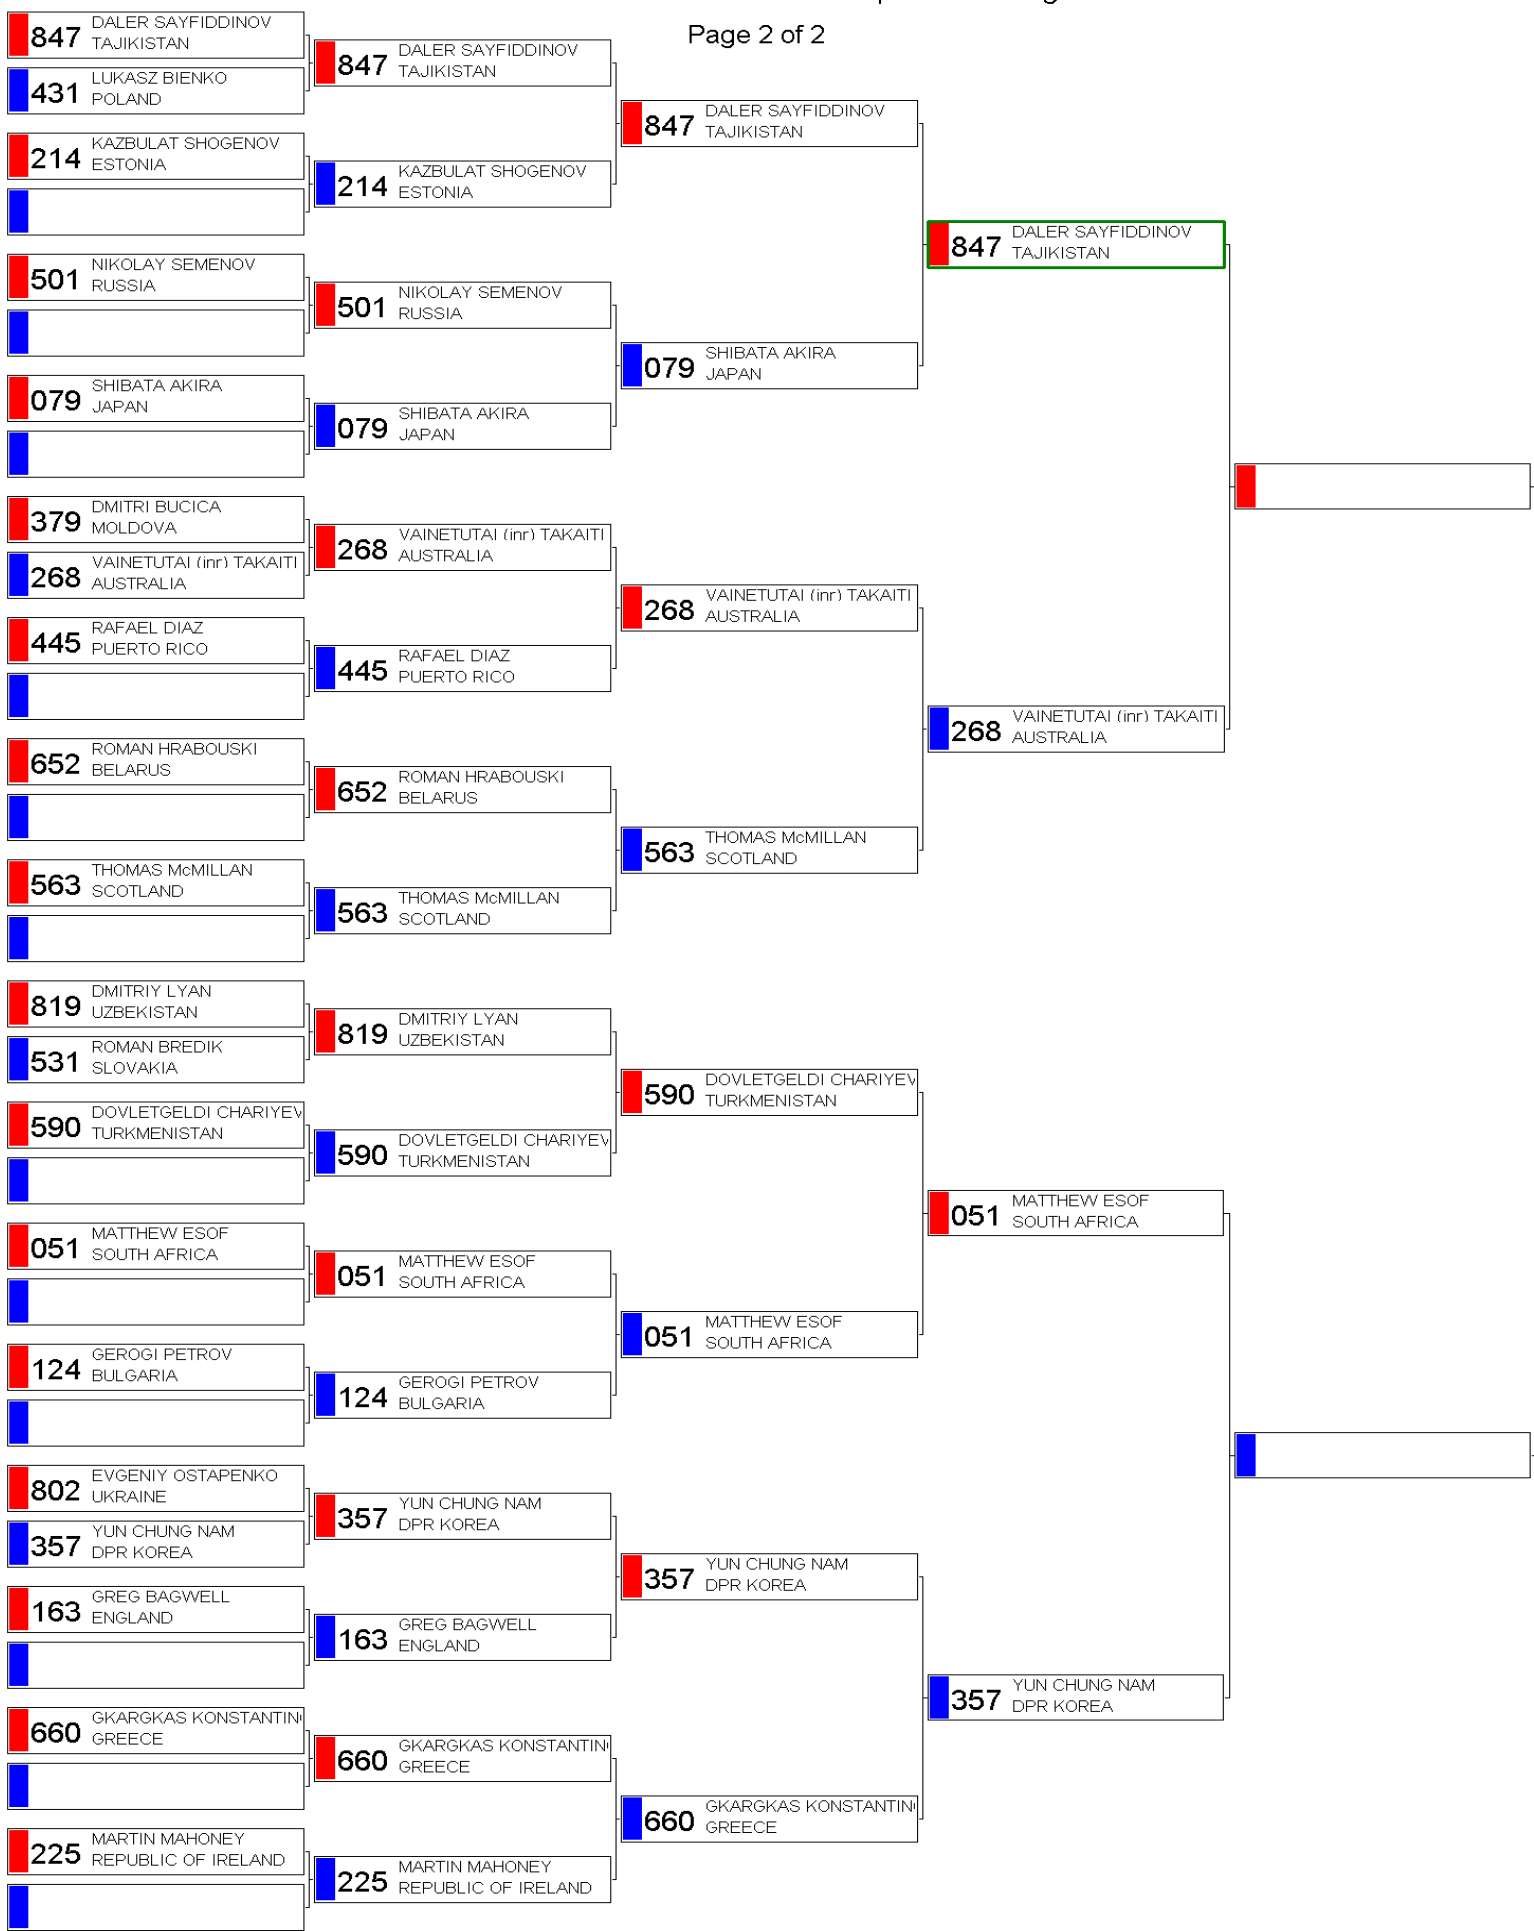 Page 2 of 2
847 DALER SAYFIDDINOV
TAJIKISTAN
431 LUKASZ BIENKO
POLAND
214 KAZBULAT SHOGENOV
ESTONIA
501 NIKOLAY SEMENOV
RUSSIA
079 SHIBATA AKIRA
JAPAN
379 DMITRI BUCICA
MOLDOVA
268 VAINETUTAI (inr) TAKAITI
AUSTRALIA
445 RAFAEL DIAZ
PUERTO RICO
652 ROMAN HRABOUSKI
BELARUS
563 THOMAS McMILLAN
SCOTLAND
819 DMITRIY LYAN
UZBEKISTAN
531 ROMAN BREDIK
SLOVAKIA
590 DOVLETGELDI CHARIYEV
TURKMENISTAN
051 MATTHEW ESOF
SOUTH AFRICA
124 GEROGI PETROV
BULGARIA
802 EVGENIY OSTAPENKO
UKRAINE
357 YUN CHUNG NAM
DPR KOREA
163 GREG BAGWELL
ENGLAND
660 GKARGKAS KONSTANTIN
GREECE
225 MARTIN MAHONEY
REPUBLIC OF IRELAND
847 DALER SAYFIDDINOV
TAJIKISTAN
214 KAZBULAT SHOGENOV
ESTONIA
501 NIKOLAY SEMENOV
RUSSIA
079 SHIBATA AKIRA
JAPAN
268 VAINETUTAI (inr) TAKAITI
AUSTRALIA
445 RAFAEL DIAZ
PUERTO RICO
652 ROMAN HRABOUSKI
BELARUS
563 THOMAS McMILLAN
SCOTLAND
819 DMITRIY LYAN
UZBEKISTAN
590 DOVLETGELDI CHARIYEV
TURKMENISTAN
051 MATTHEW ESOF
SOUTH AFRICA
124 GEROGI PETROV
BULGARIA
357 YUN CHUNG NAM
DPR KOREA
163 GREG BAGWELL
ENGLAND
660 GKARGKAS KONSTANTIN
GREECE
225 MARTIN MAHONEY
REPUBLIC OF IRELAND
847 DALER SAYFIDDINOV
TAJIKISTAN
079 SHIBATA AKIRA
JAPAN
268 VAINETUTAI (inr) TAKAITI
AUSTRALIA
563 THOMAS McMILLAN
SCOTLAND
590 DOVLETGELDI CHARIYEV
TURKMENISTAN
051 MATTHEW ESOF
SOUTH AFRICA
357 YUN CHUNG NAM
DPR KOREA
660 GKARGKAS KONSTANTIN
GREECE
847 DALER SAYFIDDINOV
TAJIKISTAN
268 VAINETUTAI (inr) TAKAITI
AUSTRALIA
051 MATTHEW ESOF
SOUTH AFRICA
357 YUN CHUNG NAM
DPR KOREA